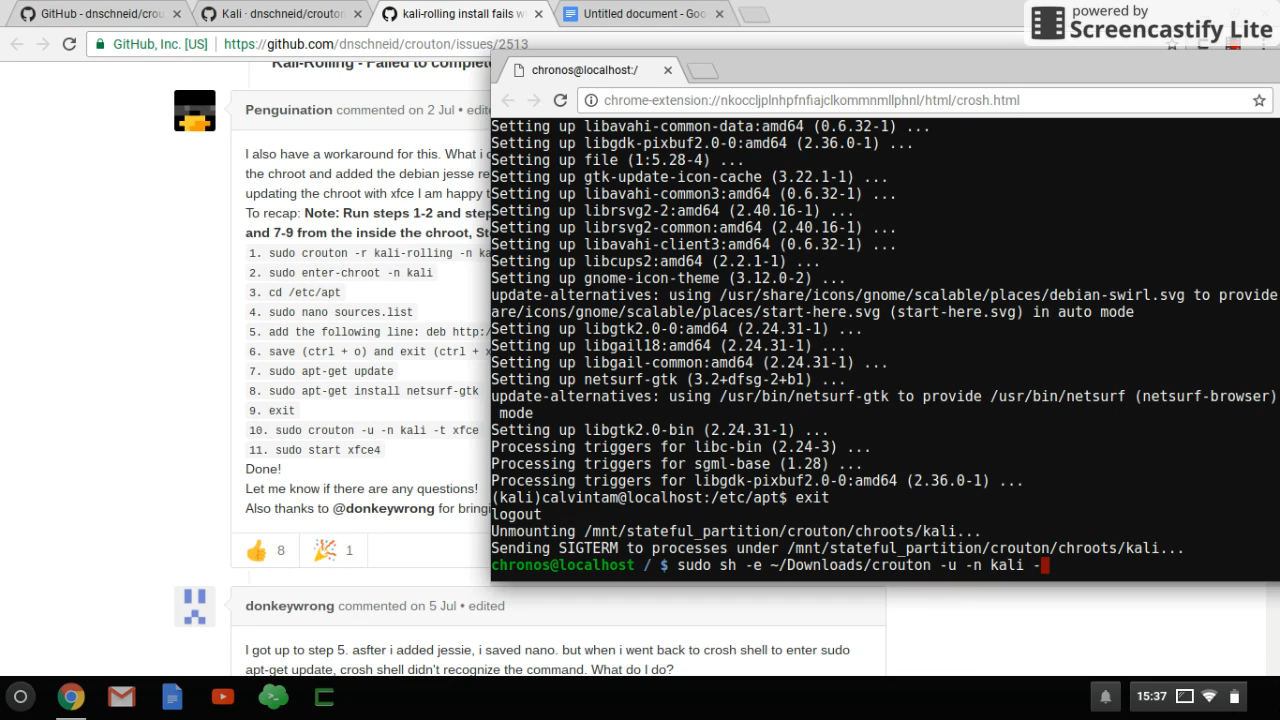 GitHub - dnschneid/crou
Kali · dnschneid/crouton
kali-rolling install fails w
Untitled document - Goo
powered by
Screencastify Lite
GitHub, Inc. [US]
https://github.com/dnschneid/crouton/issues/2513
Kali-Rolling - Failed to complet
Penguination commented on 2 Jul • edite
I also have a workaround for this. What i d
the chroot and added the debian jesse re
updating the chroot with xfce I am happy t
To recap: Note: Run steps 1-2 and step
and 7-9 from the inside the chroot, St
1. sudo crouton -r kali-rolling -n ka
2. sudo enter-chroot -n kali
3. cd /etc/apt
4. sudo nano sources.list
5. add the following line: deb http:/
6. save (ctrl + o) and exit (ctrl + x
7. sudo apt-get update
8. sudo apt-get install netsurf-gtk
9. exit
10. sudo crouton -u -n kali -t xfce
11. sudo start xfce4
Done!
Let me know if there are any questions!
Also thanks to @donkeywrong for bringi
8
1
donkeywrong commented on 5 Jul • edited
I got up to step 5. asfter i added jessie, i saved nano. but when i went back to crosh shell to enter sudo
apt-get update, crosh shell didn't recognize the command. What do I do?
chronos@localhost:/
chrome-extension://nkoccljplnhpfnfiajclkommnmllphnl/html/crosh.html
Setting up libavahi-common-data:amd64 (0.6.32-1) ...
Setting up libgdk-pixbuf2.0-0:amd64 (2.36.0-1) ...
Setting up file (1:5.28-4) ...
Setting up gtk-update-icon-cache (3.22.1-1) ...
Setting up libavahi-common3:amd64 (0.6.32-1) ...
Setting up librsvg2-2:amd64 (2.40.16-1) ...
Setting up librsvg2-common:amd64 (2.40.16-1) ...
Setting up libavahi-client3:amd64 (0.6.32-1) ...
Setting up libcups2:amd64 (2.2.1-1) ...
Setting up gnome-icon-theme (3.12.0-2) ...
update-alternatives: using /usr/share/icons/gnome/scalable/places/debian-swirl.svg to provide
are/icons/gnome/scalable/places/start-here.svg (start-here.svg) in auto mode
Setting up libgtk2.0-0:amd64 (2.24.31-1) ...
Setting up libgail18:amd64 (2.24.31-1) ...
Setting up libgail-common:amd64 (2.24.31-1) ...
Setting up netsurf-gtk (3.2+dfsg-2+b1) ...
update-alternatives: using /usr/bin/netsurf-gtk to provide /usr/bin/netsurf (netsurf-browser)
mode
Setting up libgtk2.0-bin (2.24.31-1) ...
Processing triggers for libc-bin (2.24-3) ...
Processing triggers for sgml-base (1.28) ...
Processing triggers for libgdk-pixbuf2.0-0:amd64 (2.36.0-1) ...
(kali)calvintam@localhost:/etc/apt$ exit
logout
Unmounting /mnt/stateful_partition/crouton/chroots/kali...
Sending SIGTERM to processes under /mnt/stateful_partition/crouton/chroots/kali...
chronos@localhost / $ sudo sh -e ~/Downloads/crouton -u -n kali -
15:37